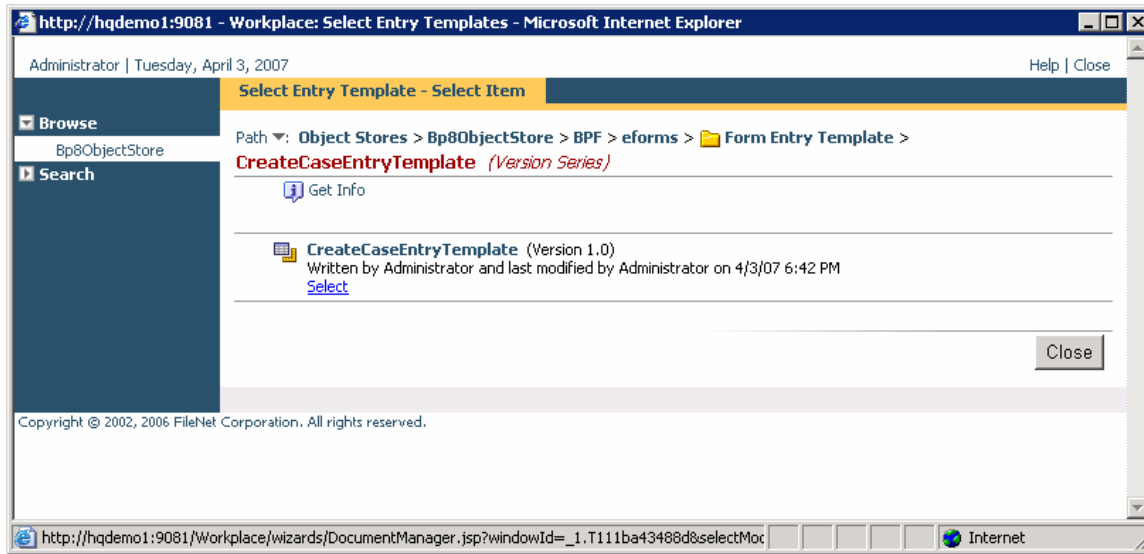 http://hqdemo1:9081 - Workplace: Select Entry Templates - Microsoft Internet Explorer
Administrator | Tuesday, April 3, 2007
Help | Close
Select Entry Template - Select Item
Browse
Bp8ObjectStore
Search
Path : Object Stores > Bp8ObjectStore > BPF > eforms > Form Entry Template >
CreateCaseEntryTemplate (Version Series)
Get Info
CreateCaseEntryTemplate (Version 1.0)
Written by Administrator and last modified by Administrator on 4/3/07 6:42 PM
Select
Close
Copyright © 2002, 2006 FileNet Corporation. All rights reserved.
http://hqdemo1:9081/Workplace/wizards/DocumentManager.jsp?windowId=_1.T111ba43488d&selectMoc
Internet